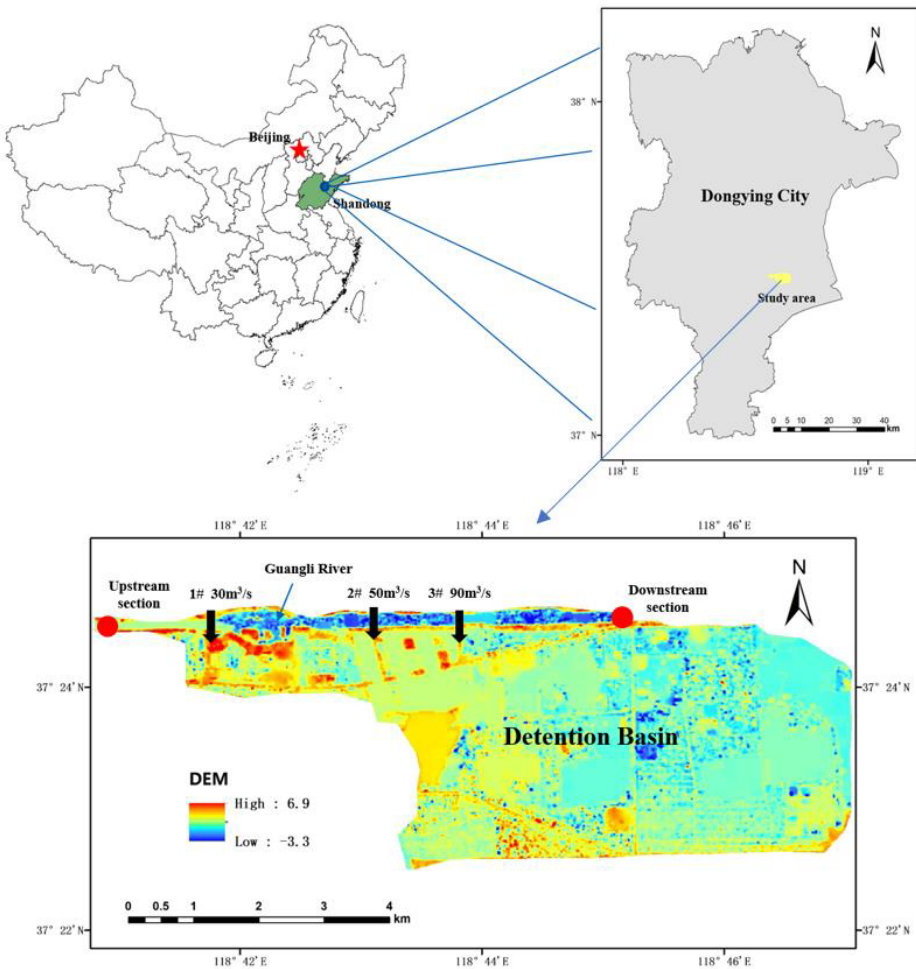 Beijing
Shandong
N
38° N
Dongying City
Study area
0 5 10 20 30 40
km
37° N
118° E
119° E
118° 42'E
118° 44'E
118° 46'E
Guangli River
Upstream
section
1# 30m³/s
2# 50m³/s
3# 90m³/s
Downstream
section
N
37° 24'N
37° 24'N
Detention Basin
DEM
High : 6.9
Low : -3.3
0 0.5 1 2 3 4
km
37° 22'N
37° 22'N
118° 42'E
118° 44'E
118° 46'E